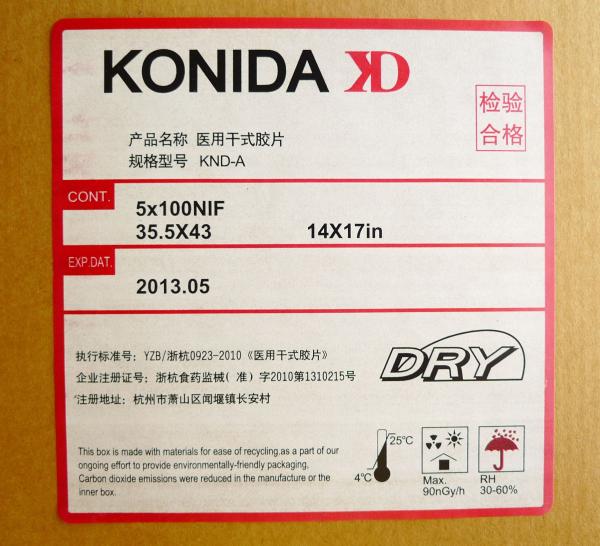 KONIDA KD
检验
合格
产品名称 医用干式胶片
规格型号 KND-A
CONT.
5x100NIF
35.5X43 14X17in
EXP.DAT.
2013.05
执行标准号：YZB/浙杭0923-2010《医用干式胶片》
企业注册证号：浙杭食药监械(准)字2010第1310215号
注册地址：杭州市萧山区闻堰镇长安村
DRY
This box is made with materials for ease of recycling,as a part of our
ongoing effort to provide environmentally-friendly packaging,
Carbon dioxide emissions were reduced in the manufacture or the
inner box.
25℃
4℃
Max.
90nGy/h
RH
30-60%